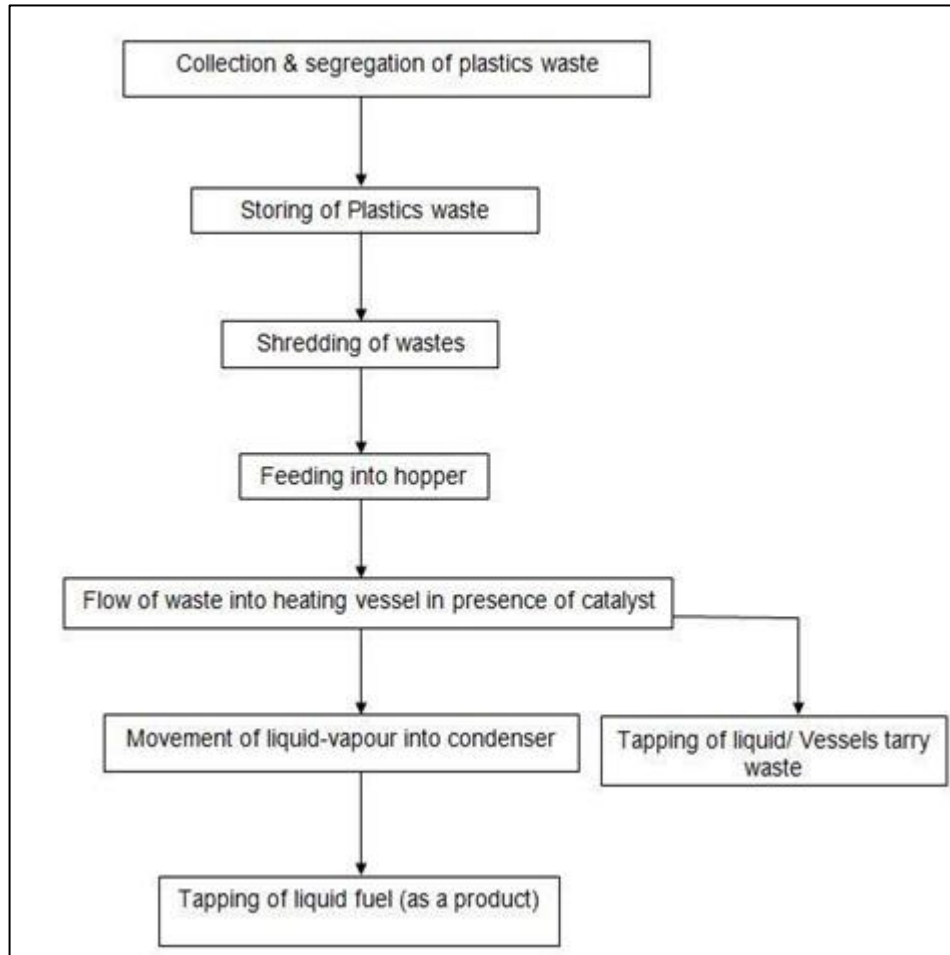 Collection & segregation of plastics waste
Storing of Plastics waste
Shredding of wastes
Feeding into hopper
Flow of waste into heating vessel in presence of catalyst
Movement of liquid-vapour into condenser
Tapping of liquid/ Vessels tarry
waste
Tapping of liquid fuel (as a product)